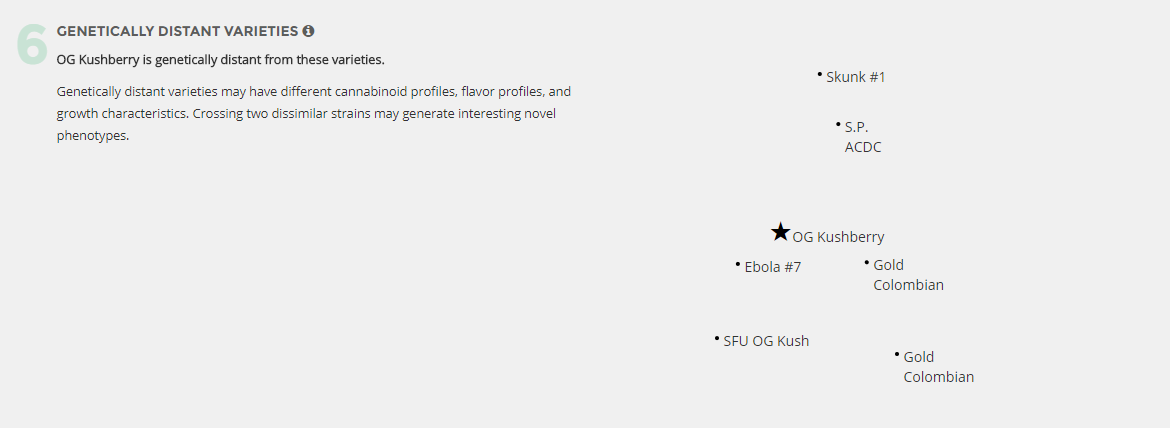 6
GENETICALLY DISTANT VARIETIES
OG Kushberry is genetically distant from these varieties.
Genetically distant varieties may have different cannabinoid profiles, flavor profiles, and
growth characteristics. Crossing two dissimilar strains may generate interesting novel
phenotypes.
Skunk #1
S.P.
ACDC
OG Kushberry
Ebola #7
Gold
Colombian
SFU OG Kush
Gold
Colombian